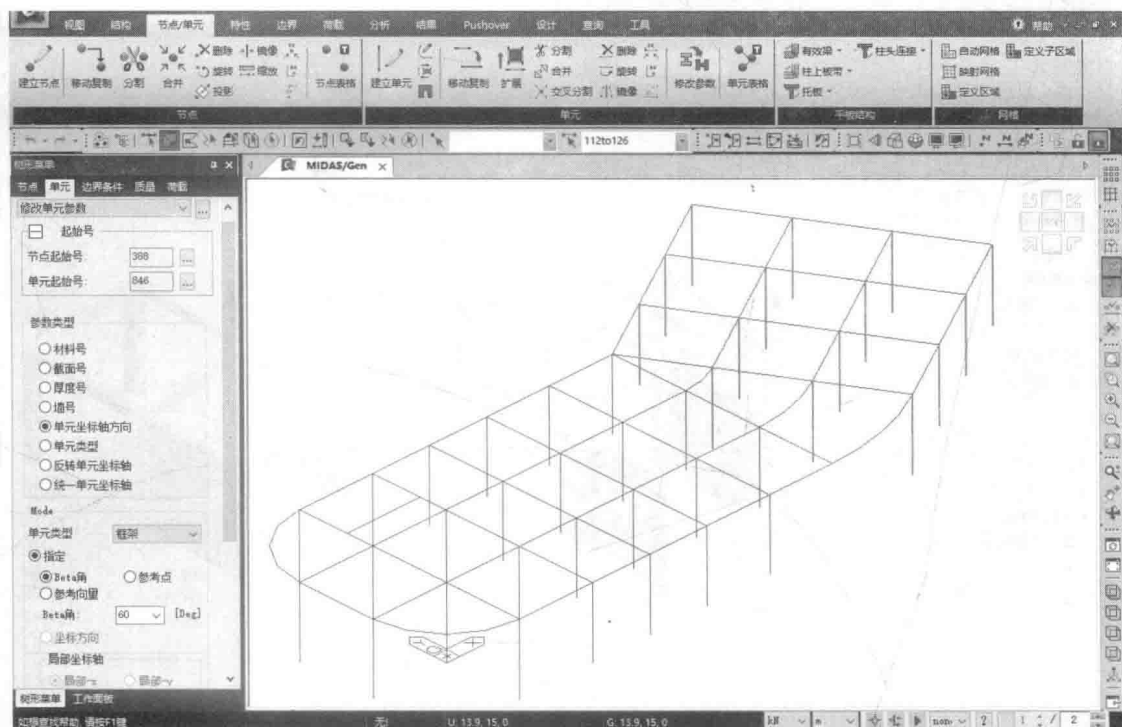 视图 结构 节点/单元 特性 边界 荷载 分析 结果 Pushover 设计 查询 工具 帮助
建立节点 移动复制 分割 合并 删除 旋转 投影 镜像 缩放 节点表格 建立单元 移动复制 扩展 分割 合并 交叉分割 删除 旋转 镜像 修改参数 单元表格 有效梁 柱上板带 托板 柱头连接 自动网格 映射网格 定义区域 定义子区域
节点 单元 平板结构 网格
112to126
树形菜单
MIDAS/Gen
节点 单元 边界条件 质量 荷载
修改单元参数
起始号
节点起始号: 388
单元起始号: 846
参数类型
材料号
截面号
厚度号
墙号
单元坐标轴方向
单元类型
反转单元坐标轴
统一单元坐标轴
Mode
单元类型 框架
指定
Beta角 参考点
参考向量
Beta角: 60 [Deg]
坐标方向
局部坐标轴
局部-z 局部-y
树形菜单 工作面板
如想查找帮助, 请按F1键 无! U: 13.9, 15, 0 G: 13.9, 15, 0 kN m non 1 / 2